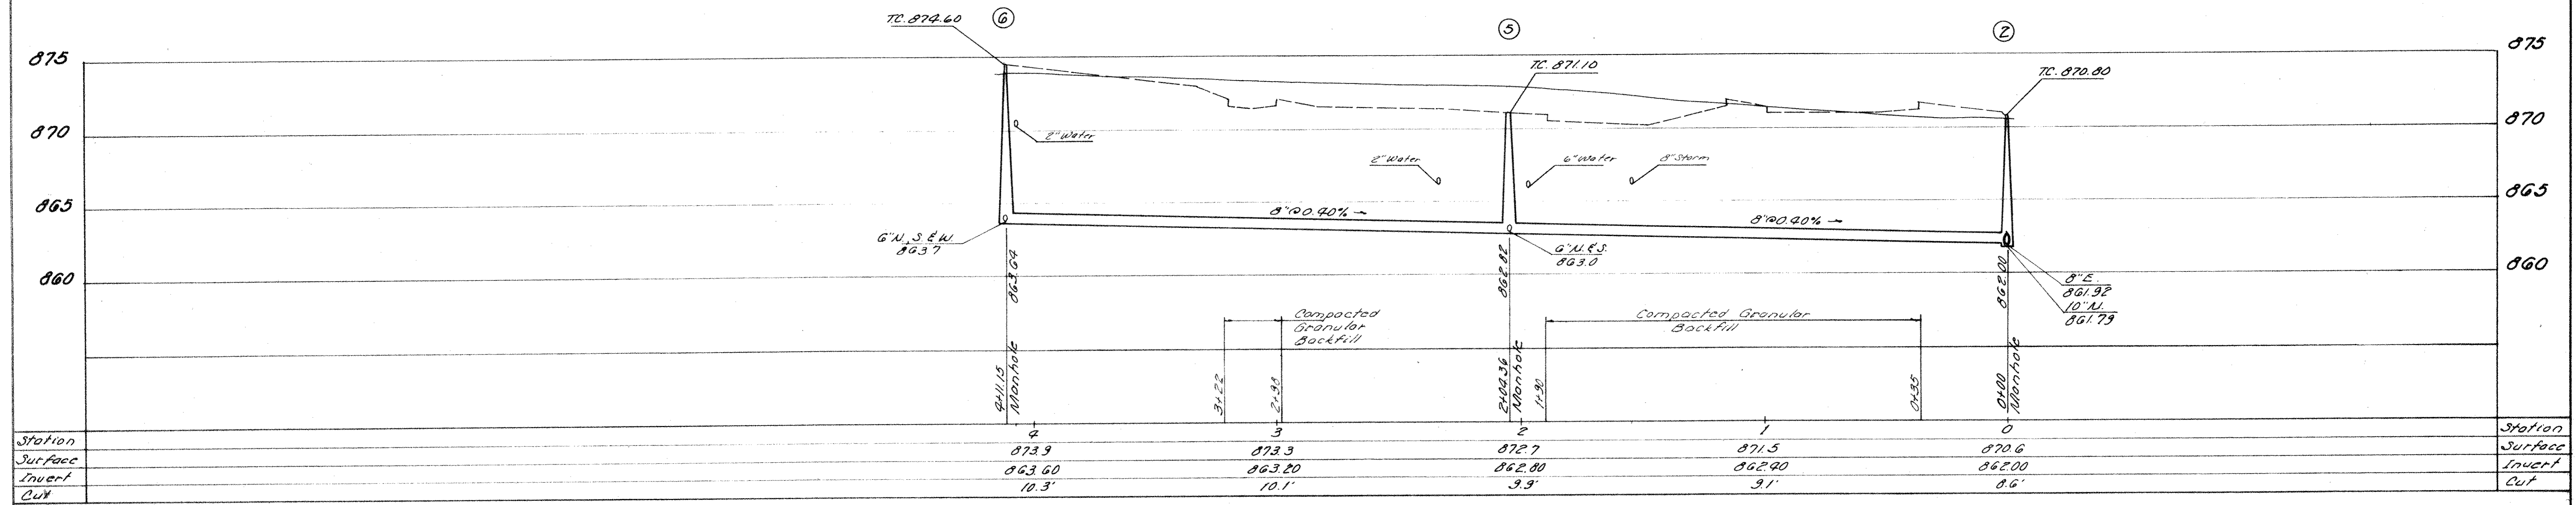 T.C. 874.60
6
5
2
875
875
T.C. 871.10
T.C. 870.80
870
870
2" Water
2" Water
6" Water
8" Storm
865
865
8" @ 0.40% →
8" @ 0.40% →
6" N., S. & W.
863.7
6" N. & S.
863.0
860
860
863.64
862.82
862.00
8" E.
861.92
10" N.
861.79
Compacted
Granular
Backfill
Compacted Granular
Backfill
4+11.15
Manhole
3+22
2+98
2+04.36
Manhole
1+90
0+35
0+00
Manhole
Station 4 3 2 1 0 Station
Surface 873.9 873.3 872.7 871.5 870.6 Surface
Invert 863.60 863.20 862.80 862.40 862.00 Invert
Cut 10.3' 10.1' 9.9' 9.1' 8.6' Cut